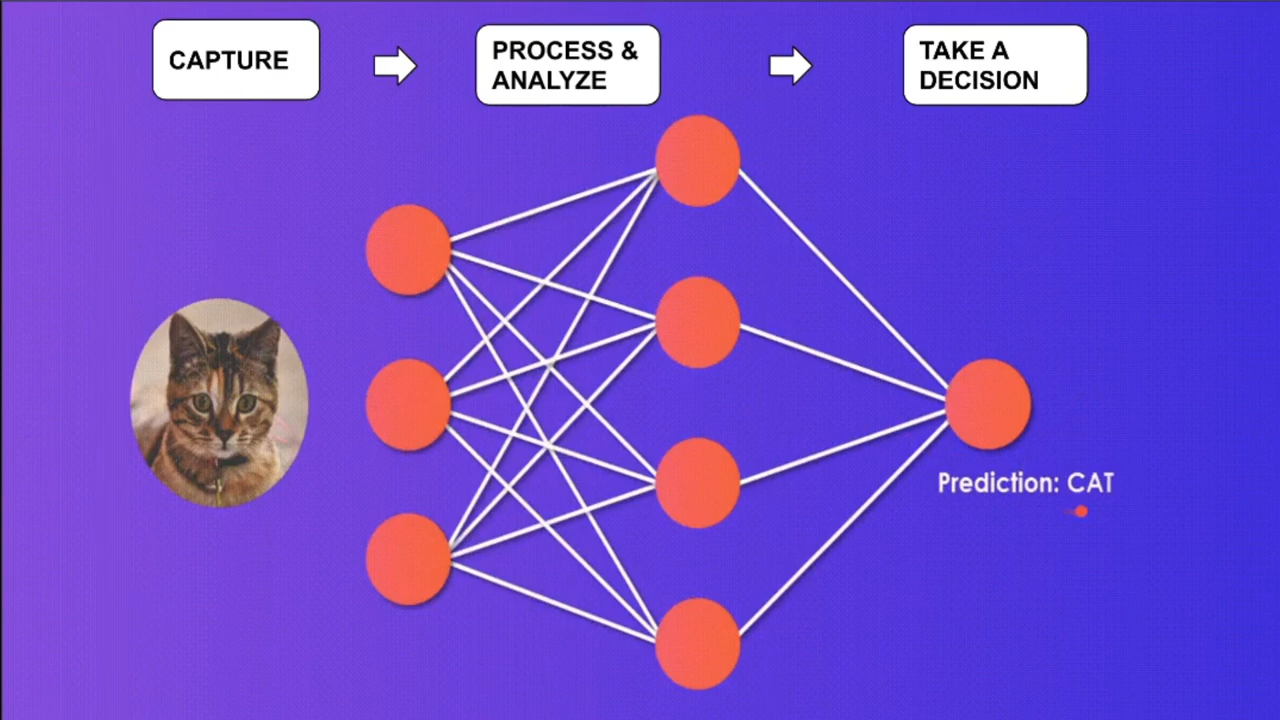 CAPTURE
PROCESS &
ANALYZE
TAKE A
DECISION
Prediction: CAT